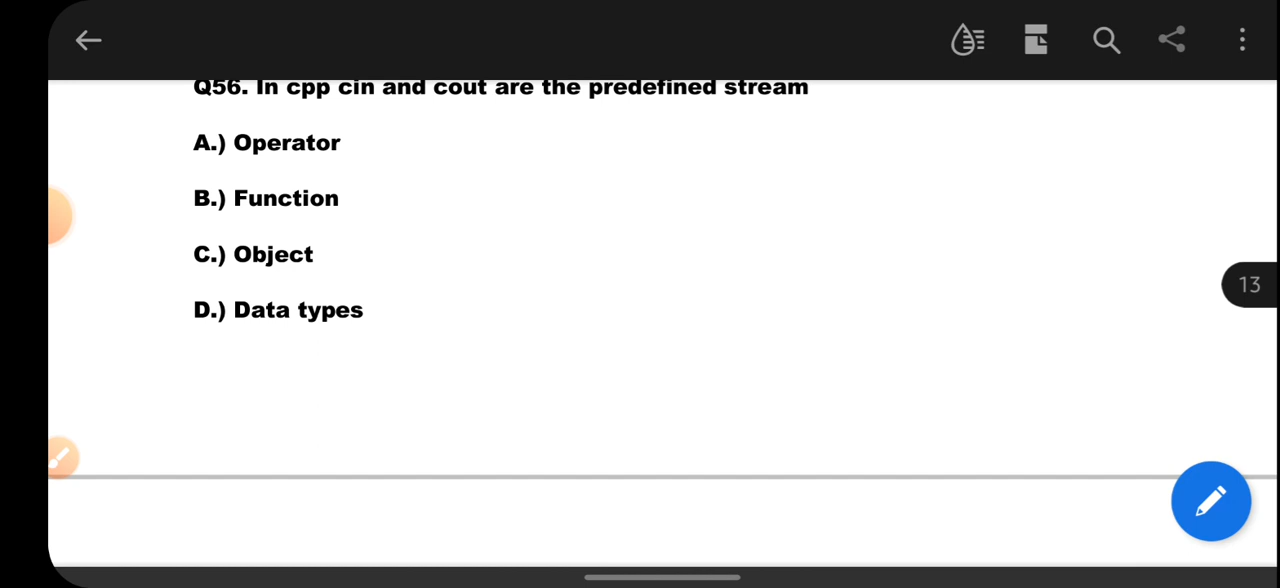 Q56. In cpp cin and cout are the predefined stream
A.) Operator
B.) Function
C.) Object
13
D.) Data types